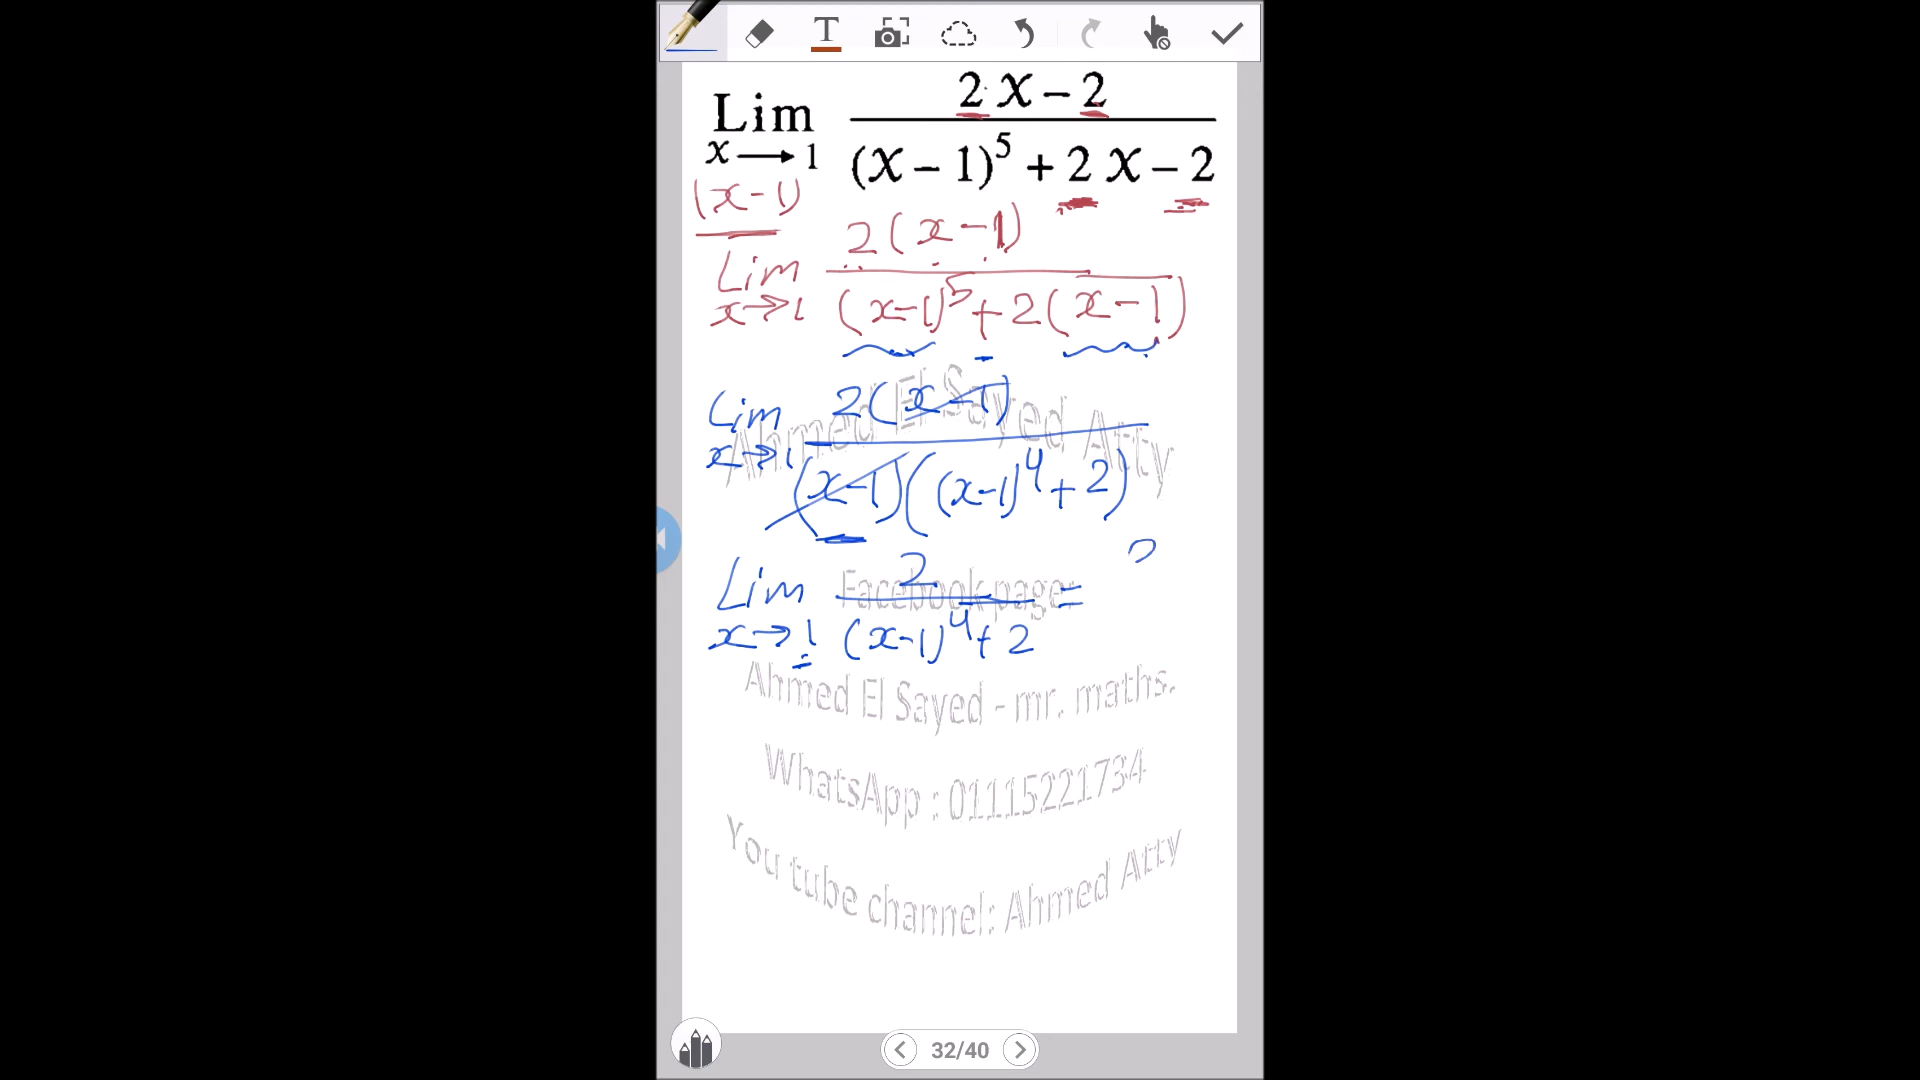 T
Lim 2 x – 2
x → 1 (x – 1)⁵ + 2 x – 2
(x-1)
Lim 2(x-1)
x→1 (x-1)⁵+2(x-1)
Lim 2(x-1)
x→1 (x-1)((x-1)⁴+2)
Ahmed El Sayed Atty
Lim 2 =
x→1 (x-1)⁴+2
Facebook page:
Ahmed El Sayed - mr. maths.
WhatsApp : 01115221734
You tube channel: Ahmed Atty
32/40